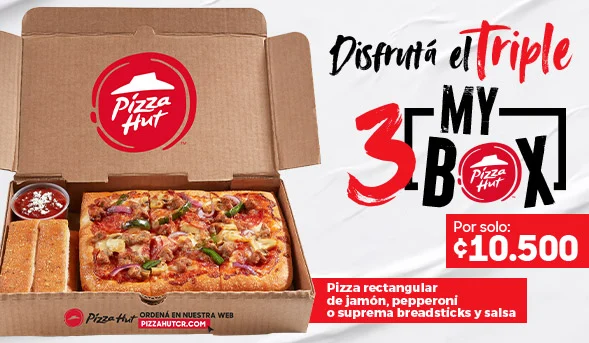 Pizza
Hut
™
Disfrutá el Triple
3 MY
BOX
Pizza
Hut
Por solo:
¢10.500
Pizza rectangular
de jamón, pepperoni
o suprema breadsticks y salsa
Pizza Hut ORDENÁ EN NUESTRA WEB
PIZZAHUTCR.COM